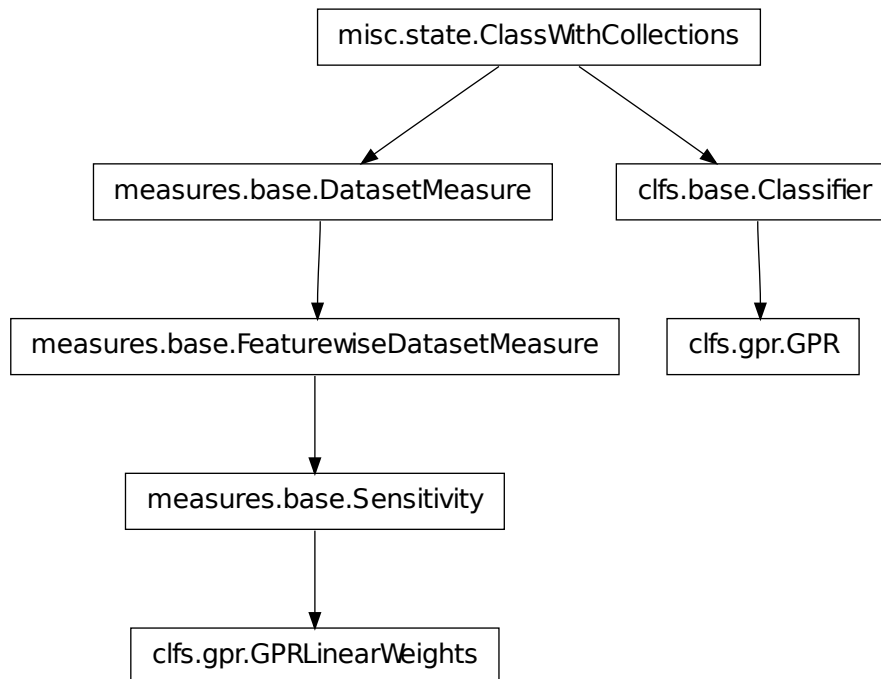 misc.state.ClassWithCollections
measures.base.DatasetMeasure
clfs.base.Classifier
measures.base.FeaturewiseDatasetMeasure
clfs.gpr.GPR
measures.base.Sensitivity
clfs.gpr.GPRLinearWeights